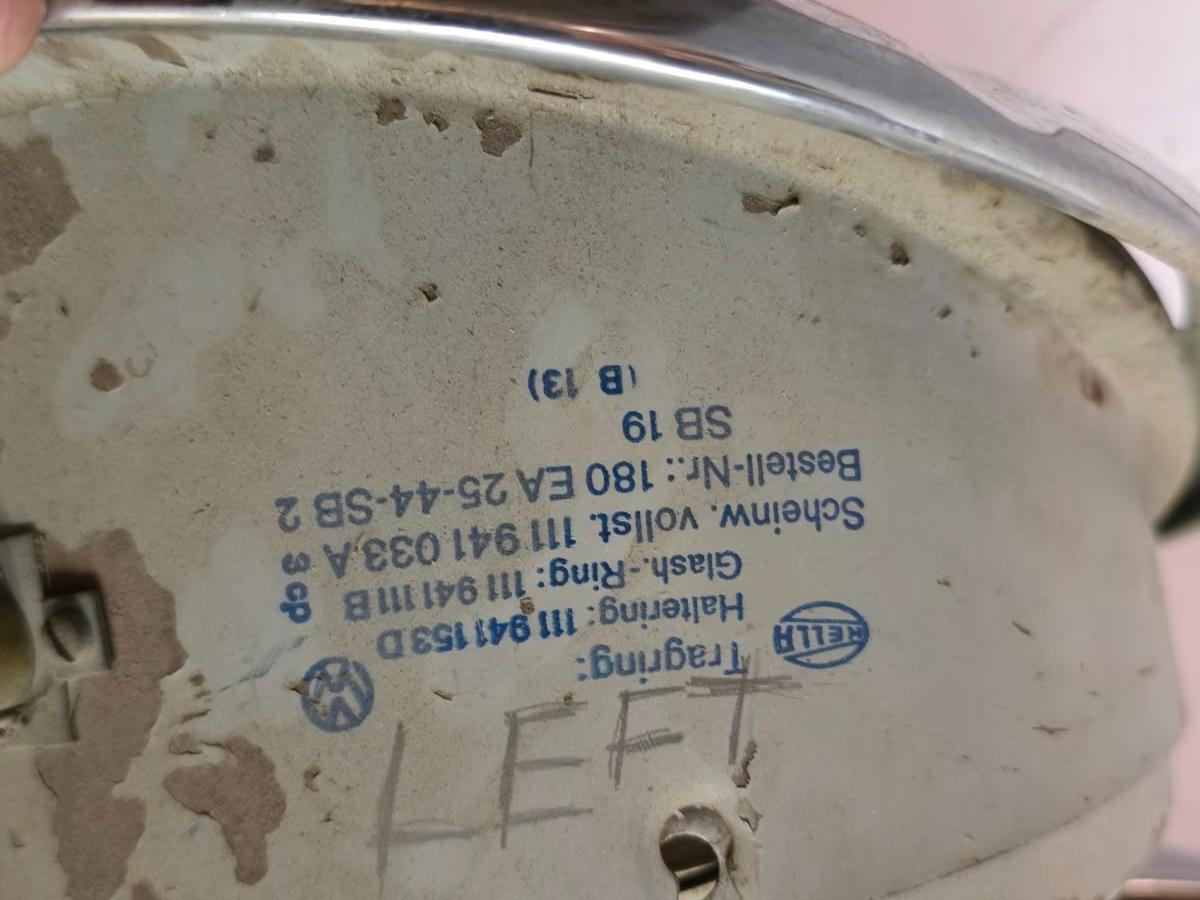 LEFT
HELLA
VW
Tragring:
Haltering: 111 941 153 D
Glash.-Ring: 111 941 111 B
Scheinw. vollst. 111 941 033 A
Bestell-Nr.: 180 EA 25-44-SB 2
SB 19
(B 13)